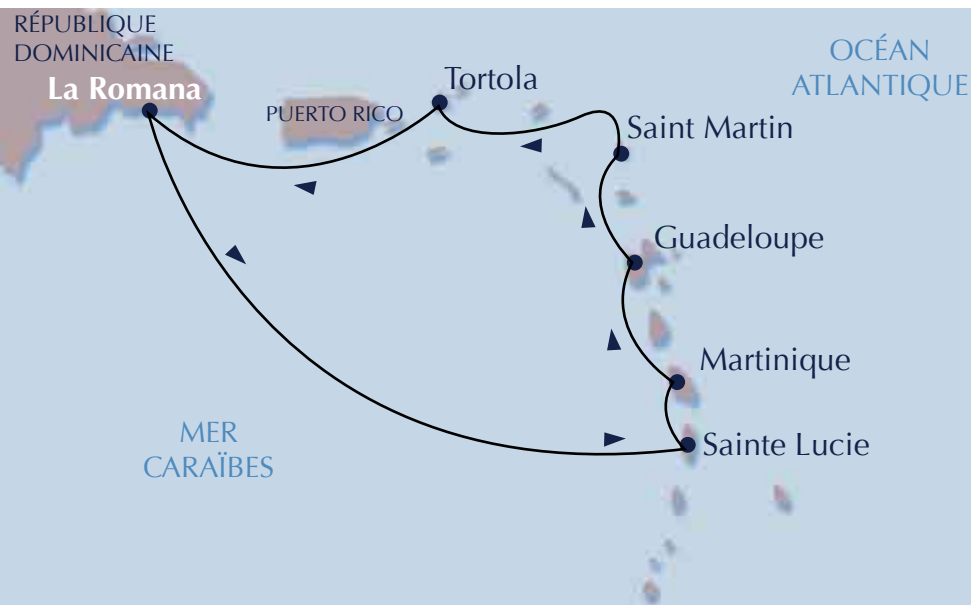 RÉPUBLIQUE
DOMINICAINE
La Romana
PUERTO RICO
Tortola
OCÉAN
ATLANTIQUE
Saint Martin
Guadeloupe
Martinique
Sainte Lucie
MER
CARAÏBES